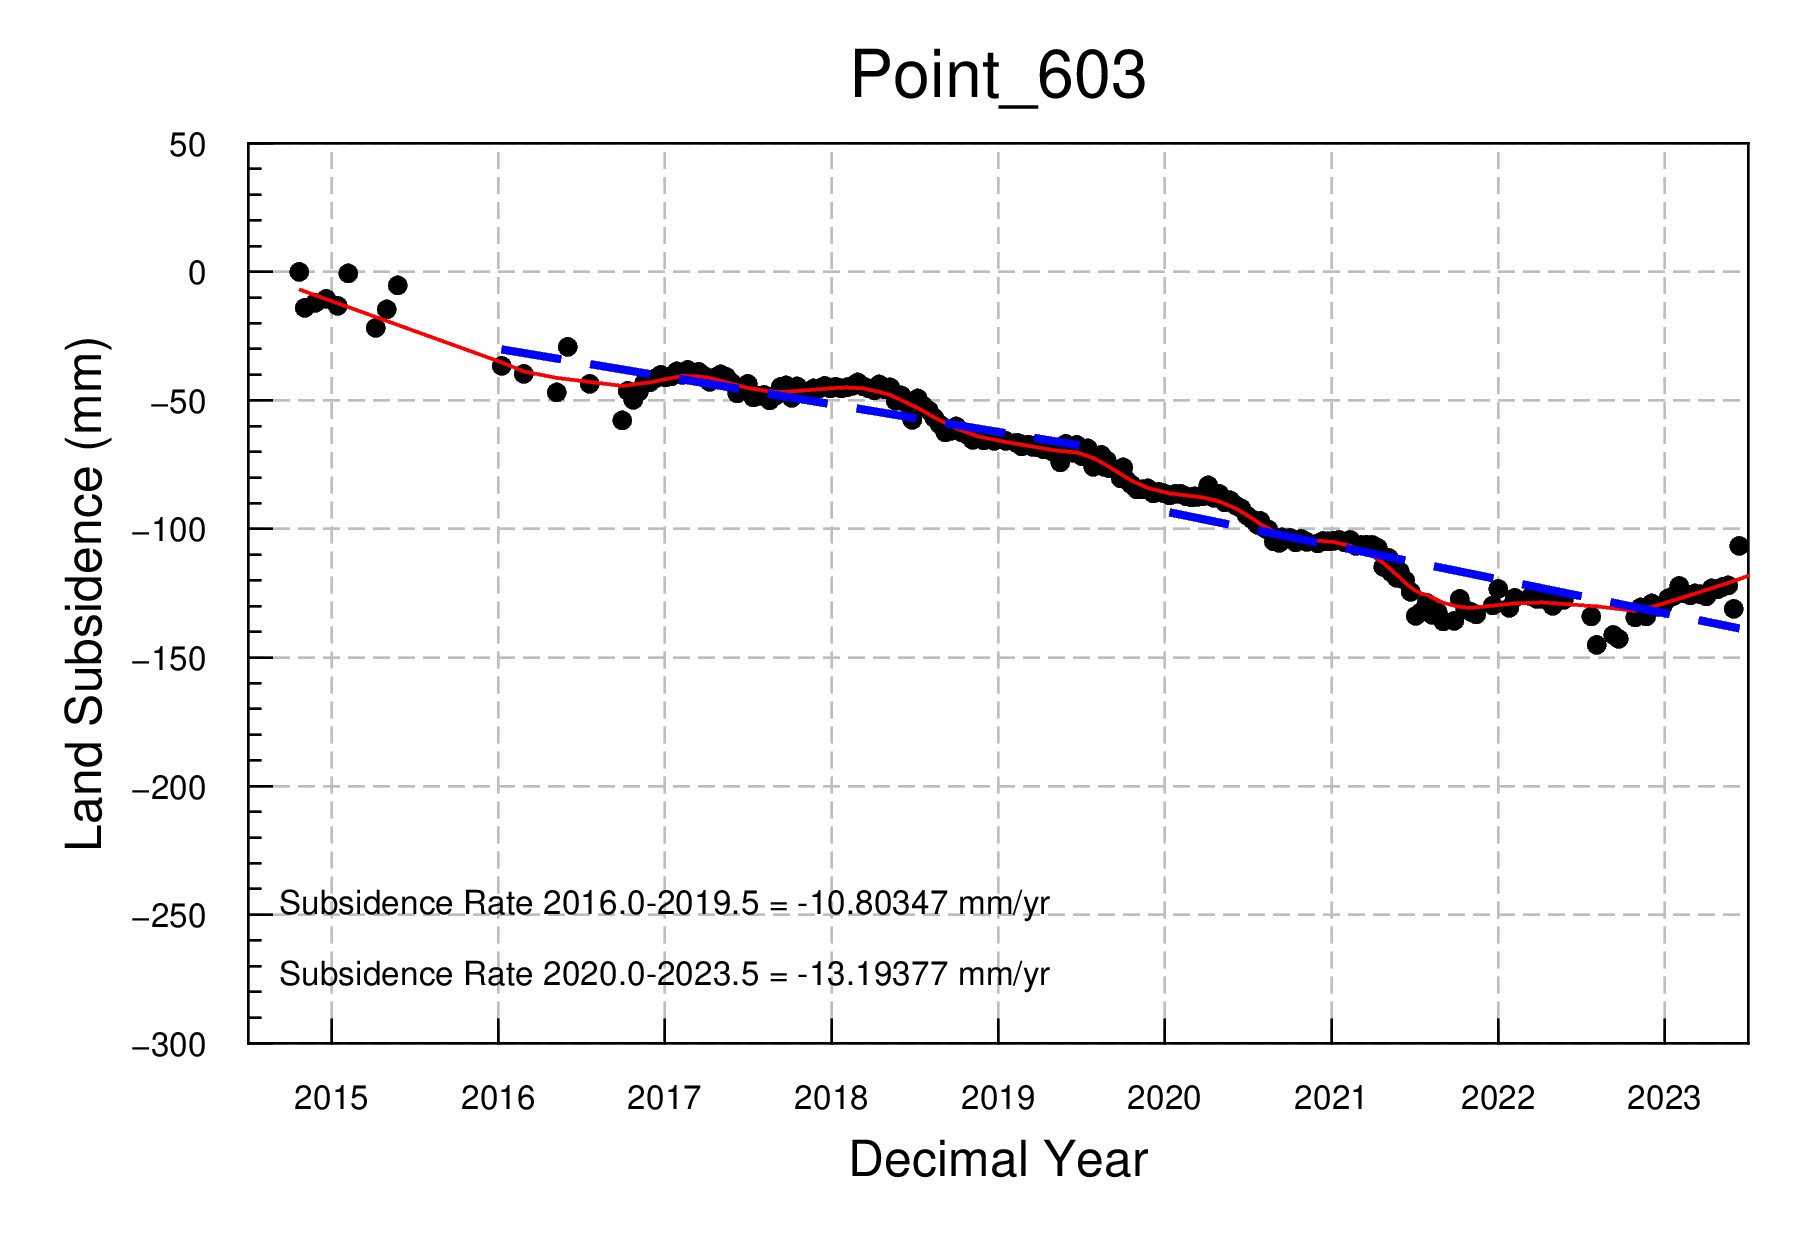 Point_603
50
0
−50
−100
−150
−200
−250
−300
Land Subsidence (mm)
Subsidence Rate 2016.0-2019.5 = -10.80347 mm/yr
Subsidence Rate 2020.0-2023.5 = -13.19377 mm/yr
2015 2016 2017 2018 2019 2020 2021 2022 2023
Decimal Year